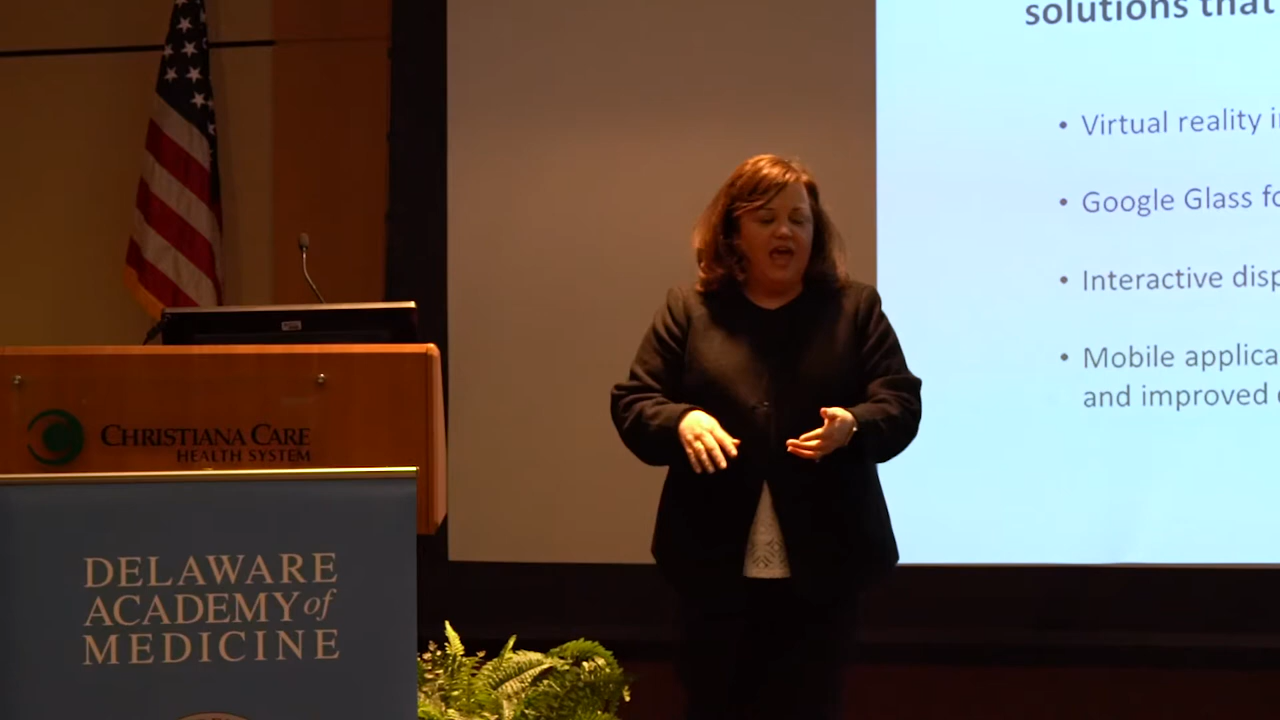 solutions that
• Virtual reality i
• Google Glass fo
• Interactive disp
• Mobile applica
and improved
CHRISTIANA CARE
HEALTH SYSTEM
DELAWARE
ACADEMY of
MEDICINE